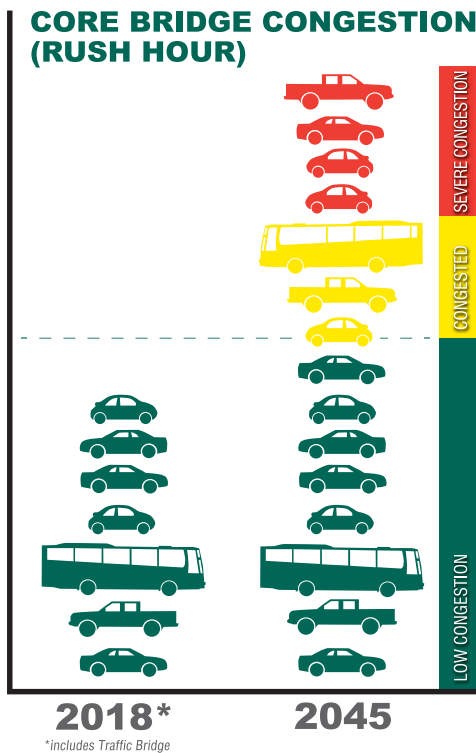 CORE BRIDGE CONGESTION
(RUSH HOUR)
SEVERE CONGESTION
CONGESTED
LOW CONGESTION
2018*
2045
*includes Traffic Bridge